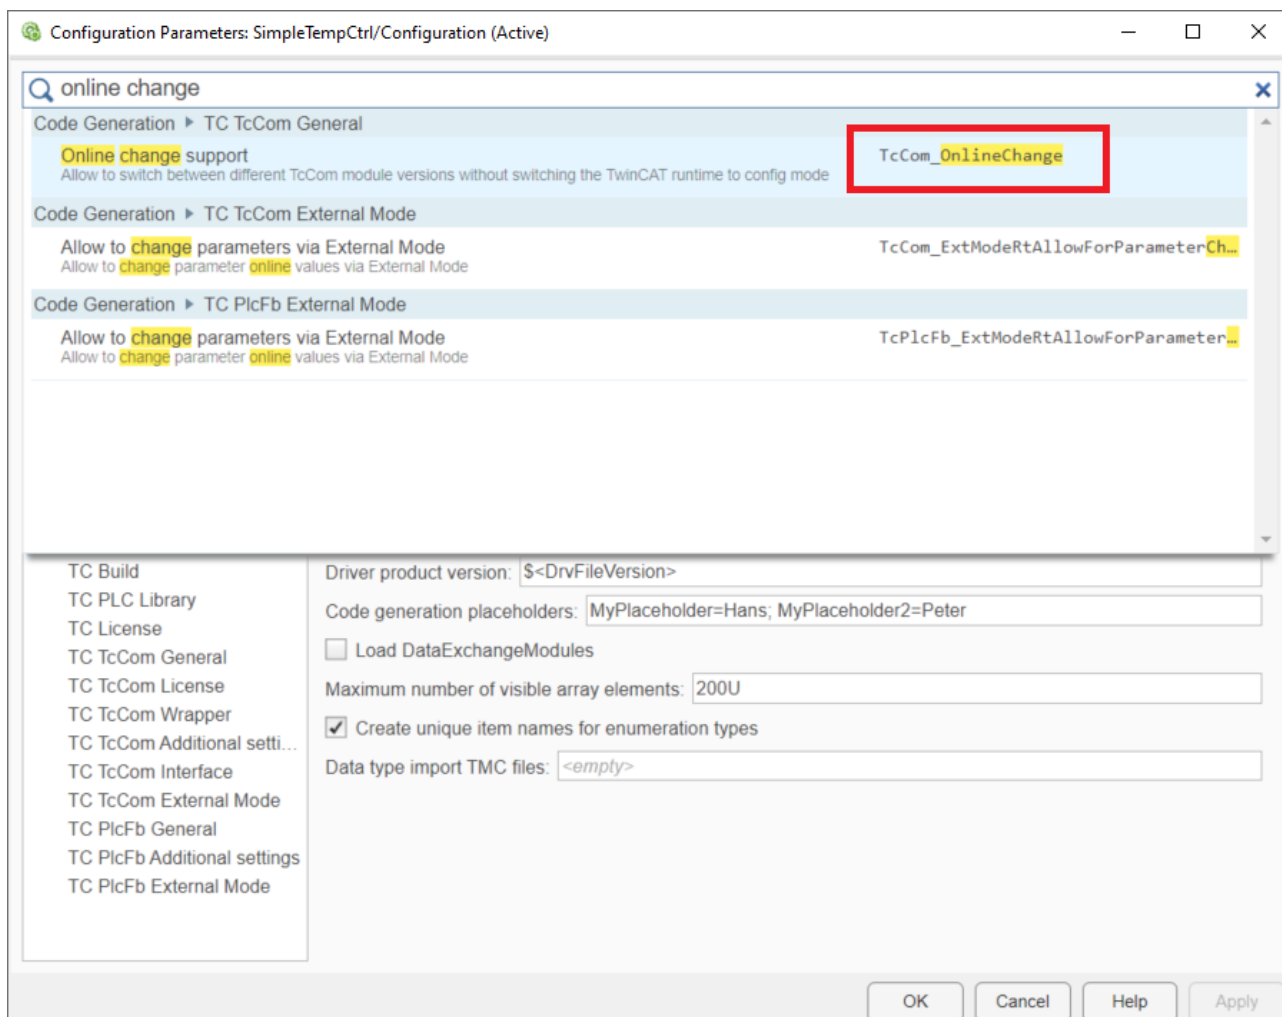 Configuration Parameters: SimpleTempCtrl/Configuration (Active)
online change
Code Generation ▸ TC TcCom General
Online change support TcCom_OnlineChange
Allow to switch between different TcCom module versions without switching the TwinCAT runtime to config mode
Code Generation ▸ TC TcCom External Mode
Allow to change parameters via External Mode TcCom_ExtModeRtAllowForParameterCh…
Allow to change parameter online values via External Mode
Code Generation ▸ TC PlcFb External Mode
Allow to change parameters via External Mode TcPlcFb_ExtModeRtAllowForParameter…
Allow to change parameter online values via External Mode
TC Build
TC PLC Library
TC License
TC TcCom General
TC TcCom License
TC TcCom Wrapper
TC TcCom Additional setti…
TC TcCom Interface
TC TcCom External Mode
TC PlcFb General
TC PlcFb Additional settings
TC PlcFb External Mode
Driver product version: $<DrvFileVersion>
Code generation placeholders: MyPlaceholder=Hans; MyPlaceholder2=Peter
Load DataExchangeModules
Maximum number of visible array elements: 200U
Create unique item names for enumeration types
Data type import TMC files: <empty>
OK Cancel Help Apply